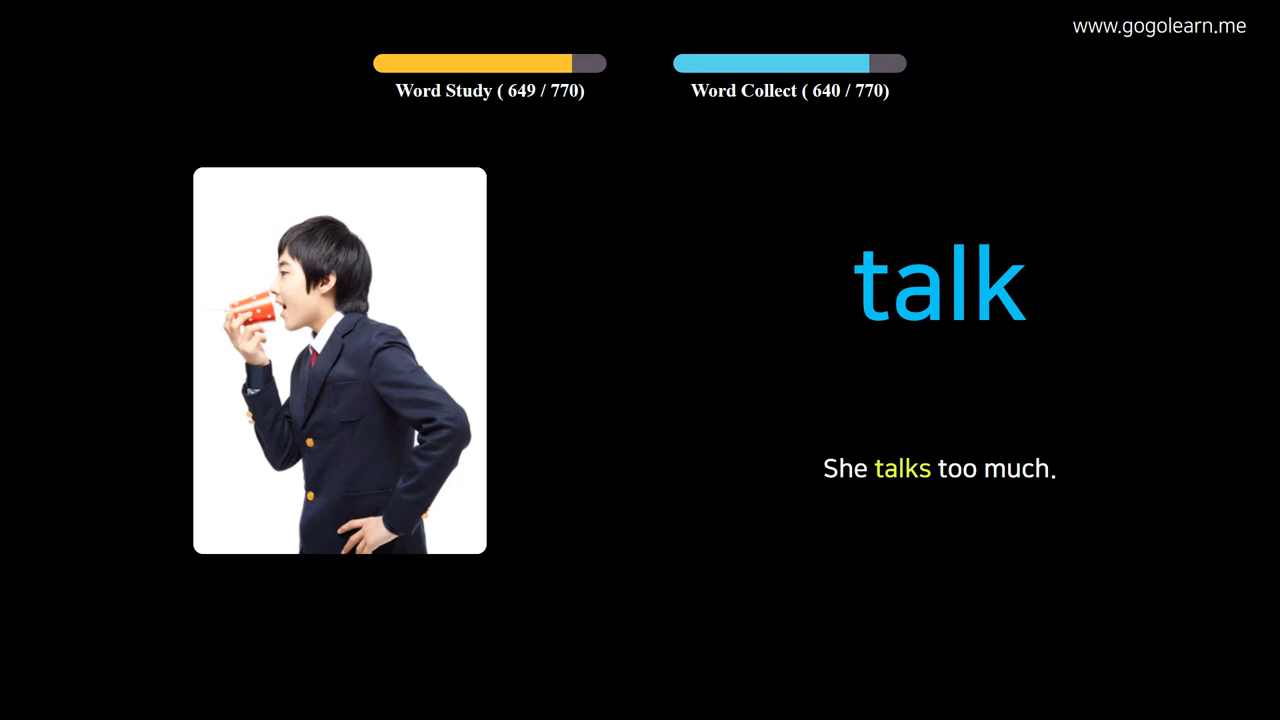 www.gogolearn.me
Word Study ( 649 / 770)
Word Collect ( 640 / 770)
talk
She talks too much.